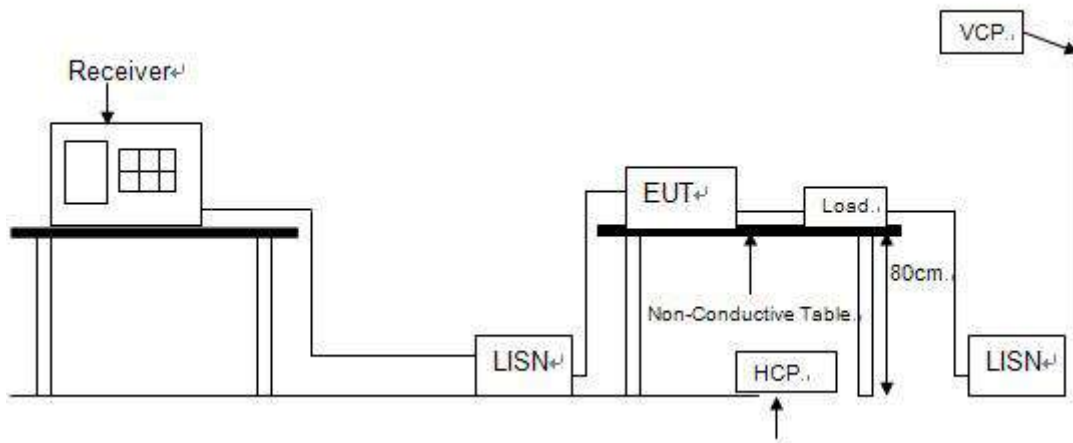 VCP.
Receiver
EUT
Load.
80cm.
Non-Conductive Table.
LISN
HCP.
LISN